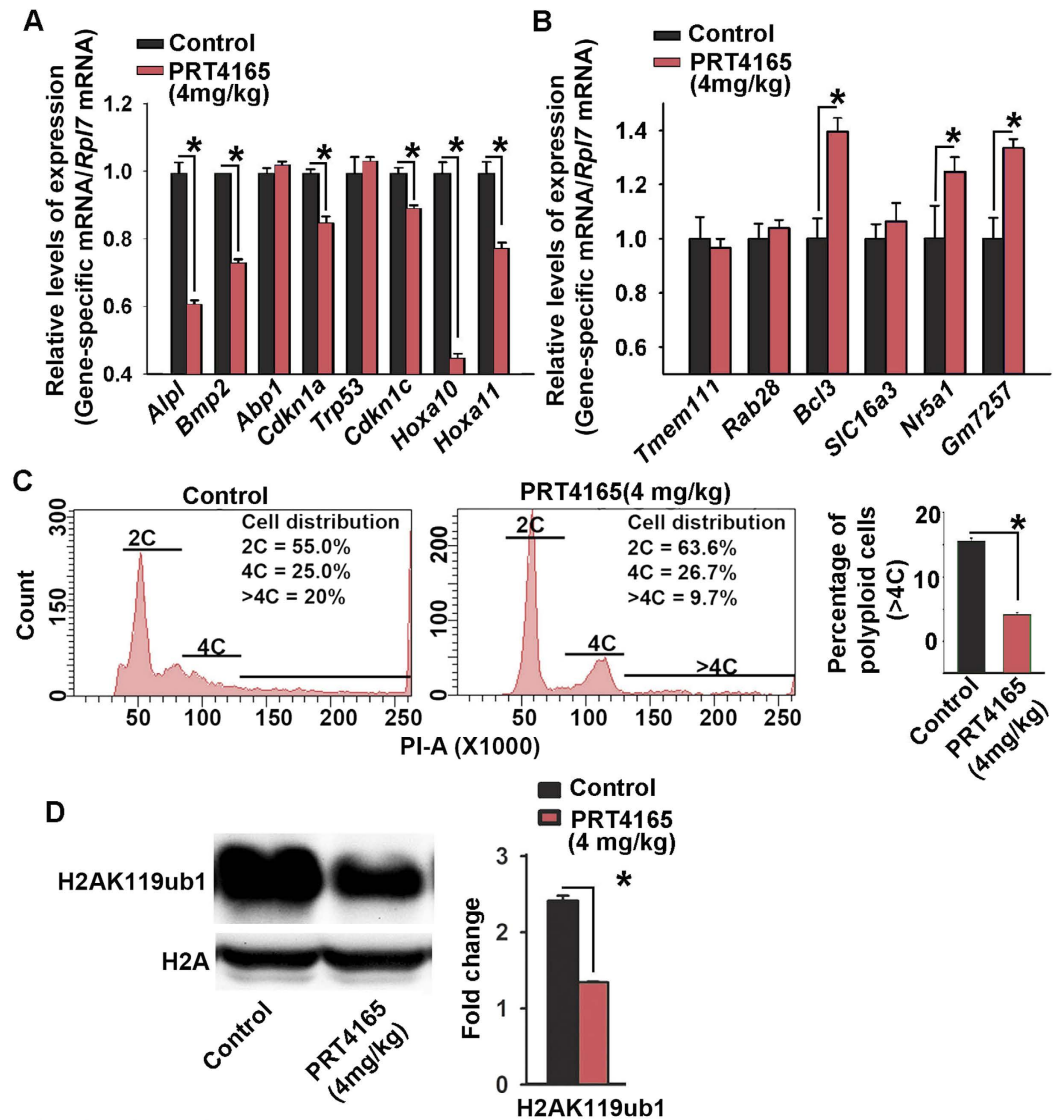 A
Control
PRT4165
(4mg/kg)
Relative levels of expression
(Gene-specific mRNA/Rpl7 mRNA)
1.2
1.0
0.8
0.6
0.4
* * * * * *
Alpl
Bmp2
Abp1
Cdkn1a
Trp53
Cdkn1c
Hoxa10
Hoxa11
B
Control
PRT4165
(4mg/kg)
Relative levels of expression
(Gene-specific mRNA/Rpl7 mRNA)
1.4
1.2
1.0
0.8
0.6
* * *
Tmem111
Rab28
Bcl3
SlC16a3
Nr5a1
Gm7257
C
Control
Count
300
150
0
2C
4C
Cell distribution
2C = 55.0%
4C = 25.0%
>4C = 20%
50 100 150 200 250
PRT4165(4 mg/kg)
200
100
0
2C
4C
>4C
Cell distribution
2C = 63.6%
4C = 26.7%
>4C = 9.7%
50 100 150 200 250
PI-A (X1000)
Percentage of
polyploid cells
(>4C)
20
10
0
*
Control
PRT4165
(4mg/kg)
D
H2AK119ub1
H2A
Control
PRT4165
(4mg/kg)
Control
PRT4165
(4 mg/kg)
Fold change
3
2
1
0
*
H2AK119ub1